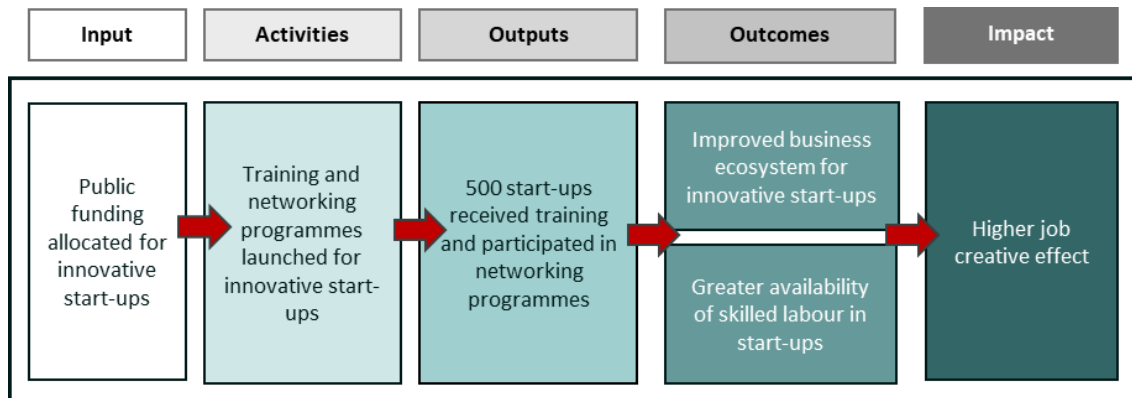 Input
Activities
Outputs
Outcomes
Impact
Public
funding
allocated for
innovative
start-ups
Training and
networking
programmes
launched for
innovative start-
ups
500 start-ups
received training
and participated in
networking
programmes
Improved business
ecosystem for
innovative start-ups
Greater availability
of skilled labour in
start-ups
Higher job
creative effect